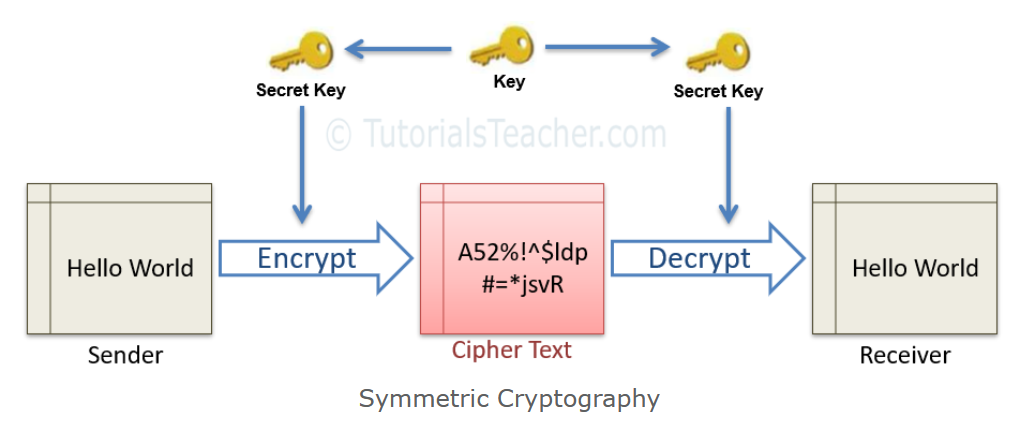 Key
Secret Key
Secret Key
© TutorialsTeacher.com
Hello World
Encrypt
A52%!^$ldp
#=*jsvR
Decrypt
Hello World
Sender
Cipher Text
Receiver
Symmetric Cryptography